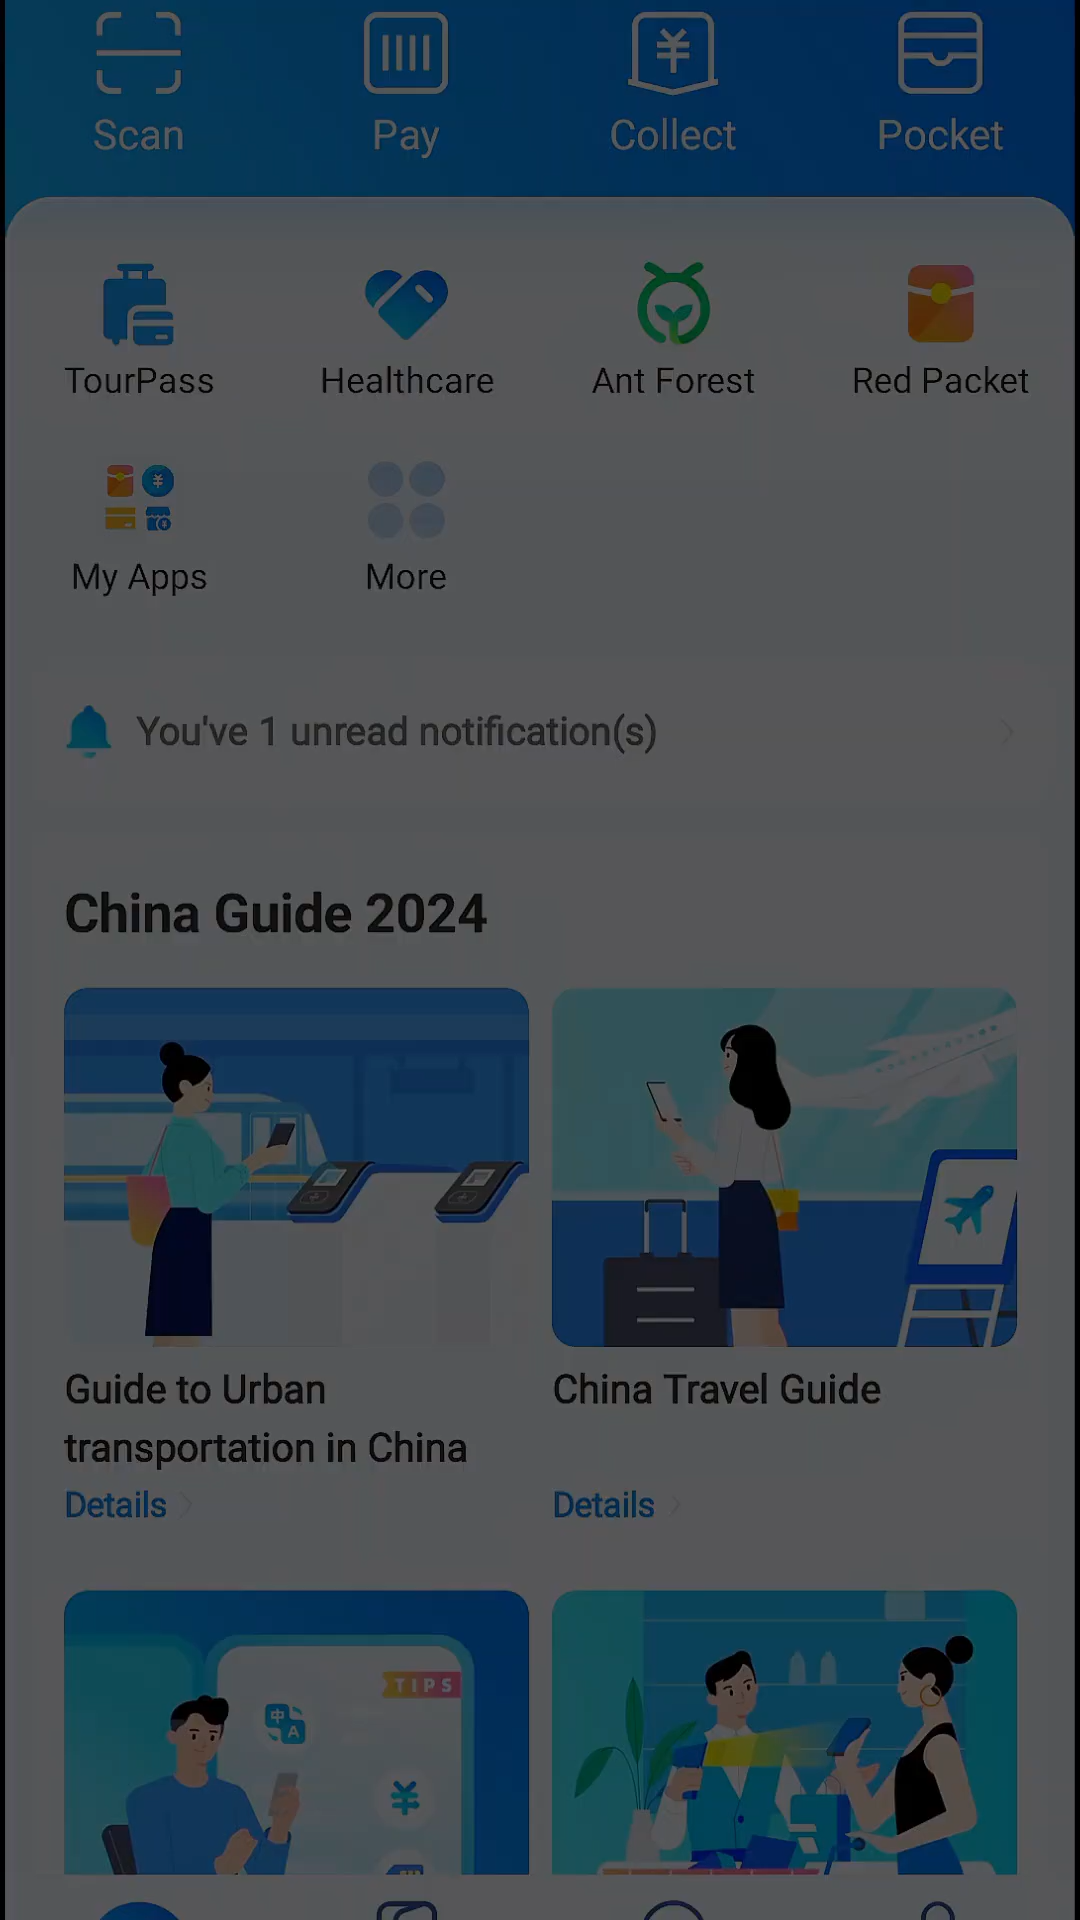 Scan
Pay
Collect
Pocket
TourPass
Healthcare
Ant Forest
Red Packet
My Apps
More
You've 1 unread notification(s)
China Guide 2024
Guide to Urban
transportation in China
Details
China Travel Guide
Details
TIPS
中
A